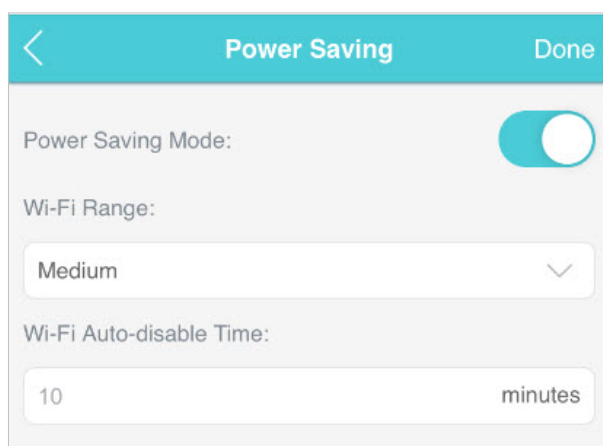 Power Saving Done
Power Saving Mode:
Wi-Fi Range:
Medium
Wi-Fi Auto-disable Time:
10 minutes